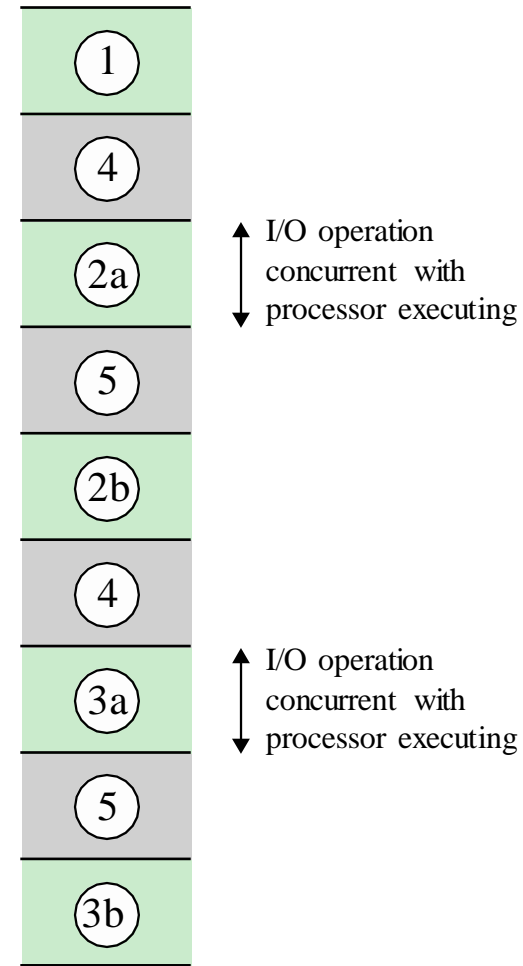 1
4
2a
I/O operation
concurrent with
processor executing
5
2b
4
3a
I/O operation
concurrent with
processor executing
5
3b